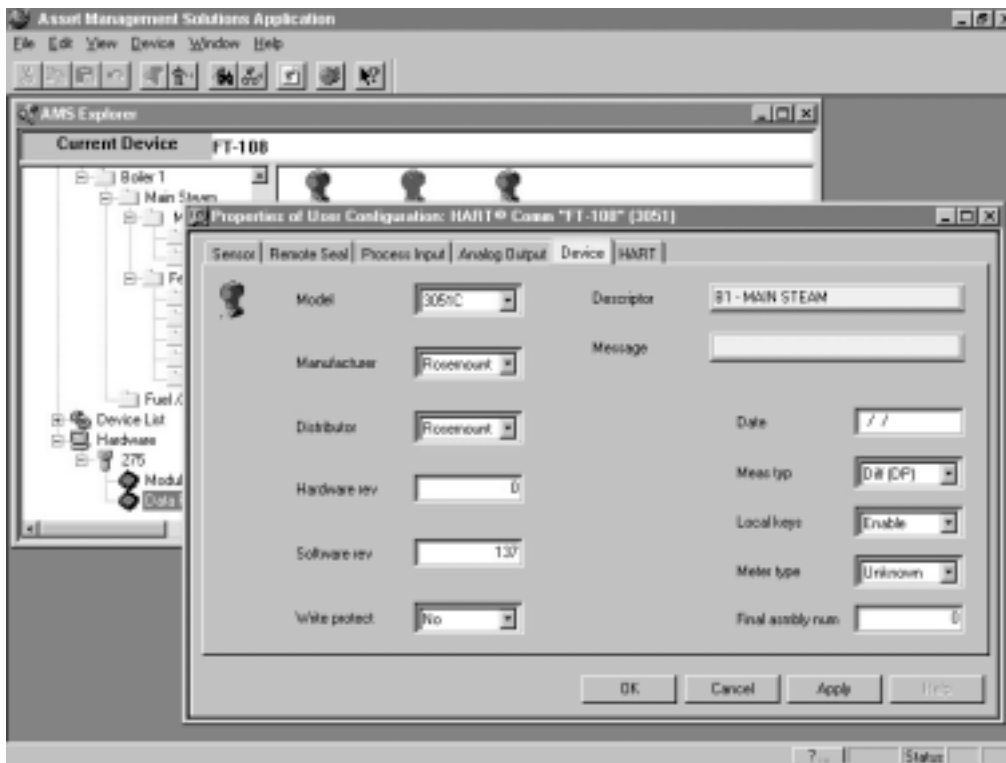 Asset Management Solutions Application
File Edit View Device Window Help
AMS Explorer
Current Device FT-108
Boiler 1
Main Steam
M
Fe
Fuel /
Device List
Hardware
275
Modul
Data
Properties of User Configuration: HART® Comm "FT-108" (3051)
Sensor Remote Seal Process Input Analog Output Device HART
Model 3051C Descriptor B1 - MAIN STEAM
Message
Manufacturer Rosemount
Distributor Rosemount Date / /
Meas typ Diff (DP)
Hardware rev 0
Local keys Enable
Software rev 137
Meter type Unknown
Write protect No Final asmbly num 0
OK Cancel Apply Help
?... Status